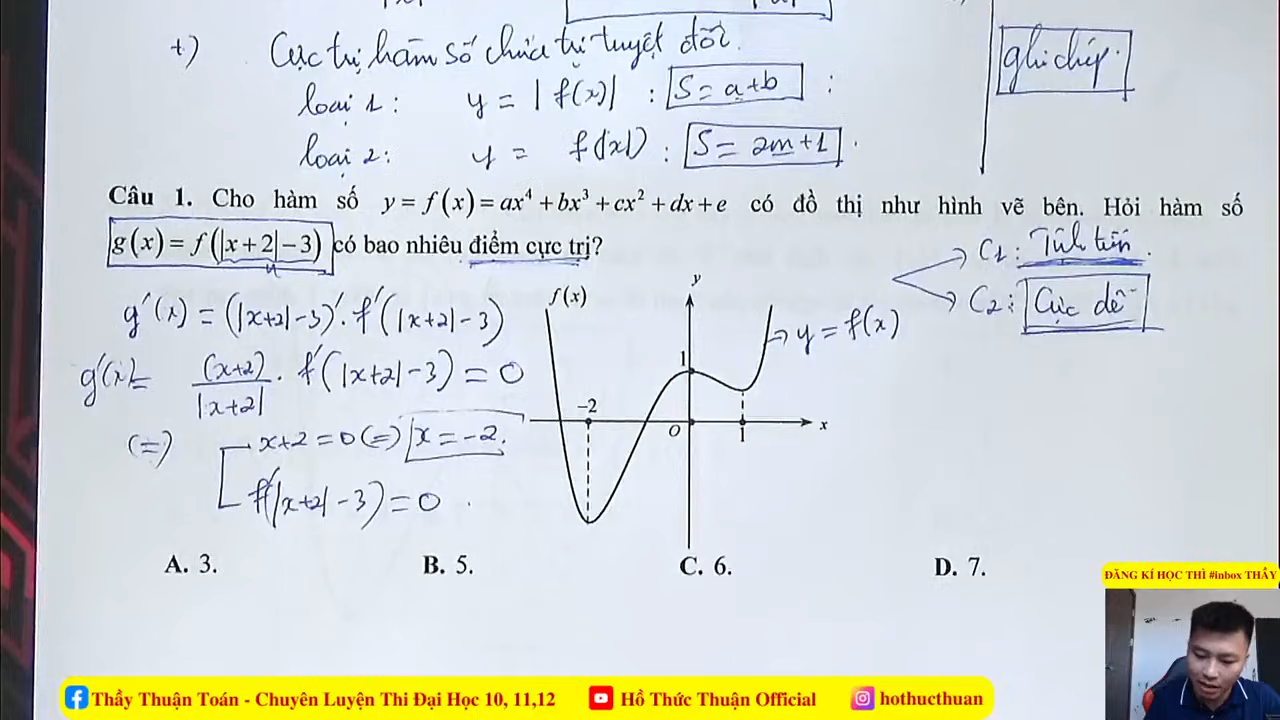 +) Cực trị hàm số chứa trị tuyệt đối.
ghi chép.
loại 1: y = |f(x)| : S = a+b :
loại 2: y = f(|x|) : S = 2m+1.
Câu 1. Cho hàm số y = f(x) = ax⁴ + bx³ + cx² + dx + e có đồ thị như hình vẽ bên. Hỏi hàm số
g(x) = f(|x+2|−3) có bao nhiêu điểm cực trị?
C1: Tịnh tiến.
C2: Cực dễ
g'(x) = (|x+2|−3)'. f'(|x+2|−3)
g'(x)= (x+2)/|x+2| . f'(|x+2|−3) = 0
(=) x+2 = 0 (=) x = −2.
f'(|x+2|−3) = 0
f(x)
y
y = f(x)
1
−2
O
1
x
A. 3. B. 5. C. 6. D. 7.
ĐĂNG KÍ HỌC THÌ #inbox THẦY
Thầy Thuận Toán - Chuyên Luyện Thi Đại Học 10, 11,12 Hồ Thức Thuận Official hothucthuan